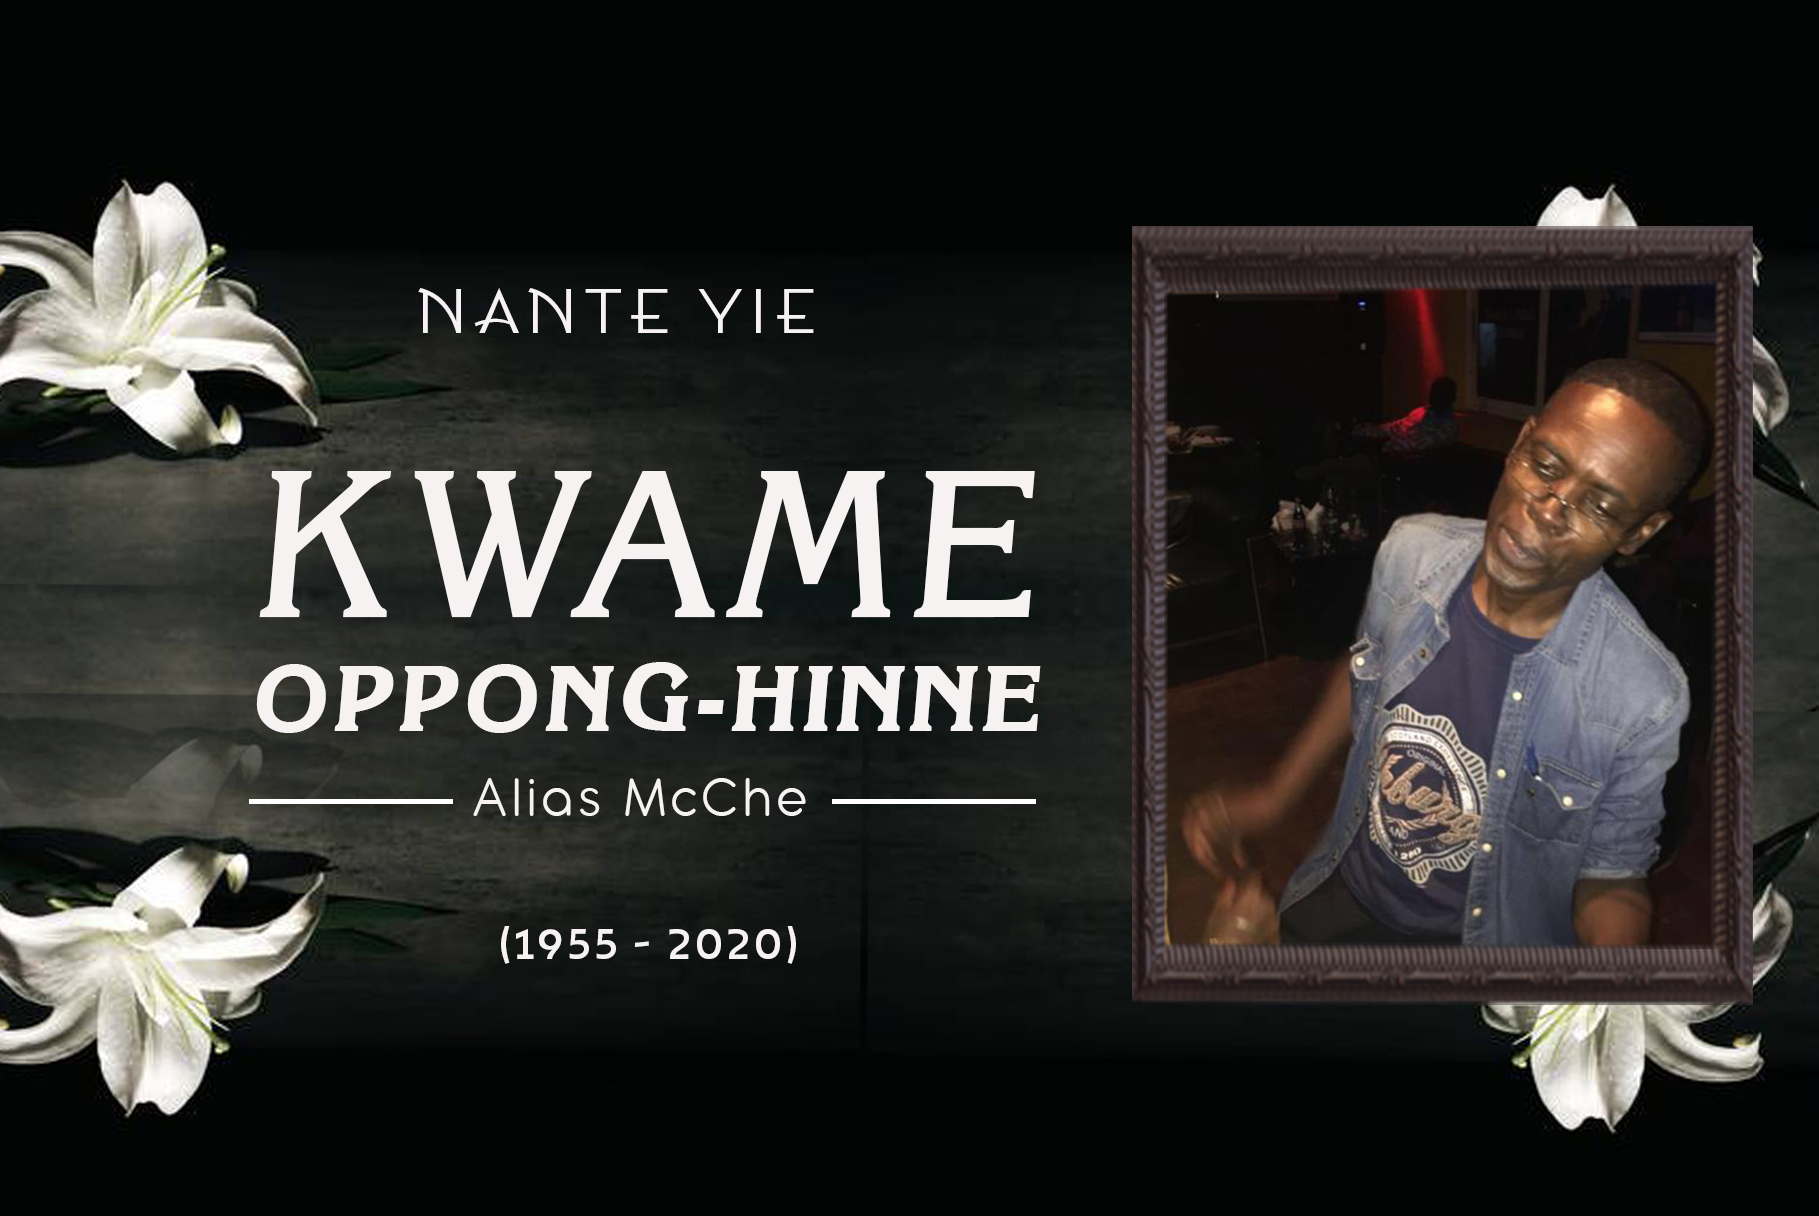 NANTE YIE
KWAME
OPPONG-HINNE
Alias McChe
(1955 - 2020)